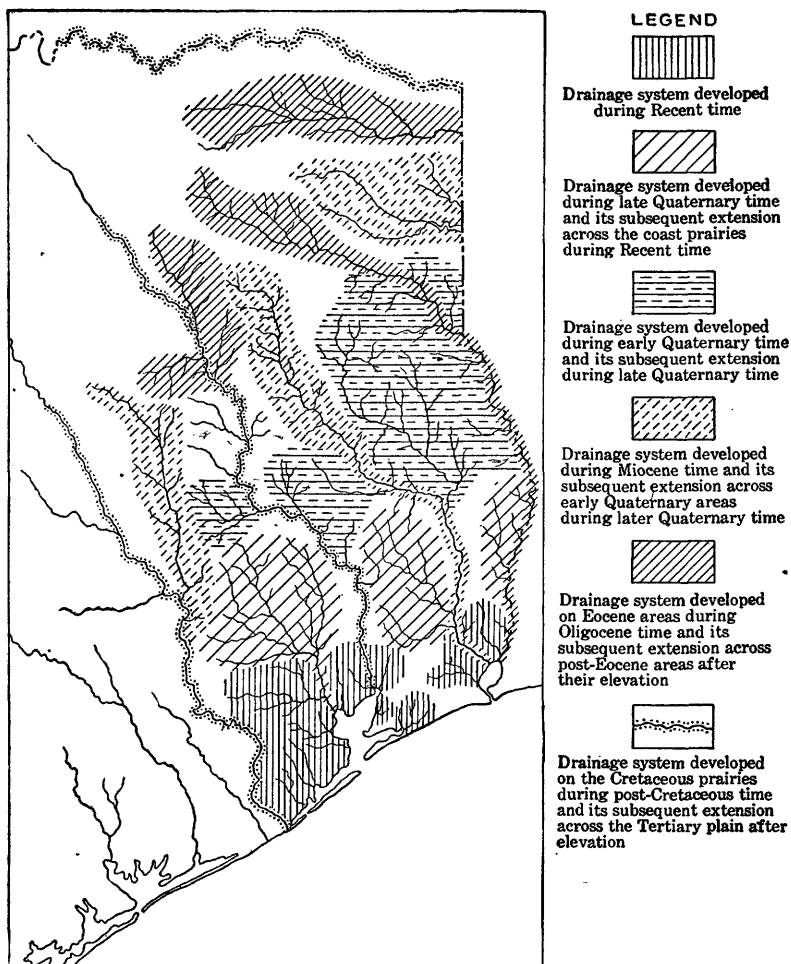 LEGEND
Drainage system developed
during Recent time
Drainage system developed
during late Quaternary time
and its subsequent extension
across the coast prairies
during Recent time
Drainage system developed
during early Quaternary time
and its subsequent extension
during late Quaternary time
Drainage system developed
during Miocene time and its
subsequent extension across
early Quaternary areas
during later Quaternary time
Drainage system developed
on Eocene areas during
Oligocene time and its
subsequent extension across
post-Eocene areas after
their elevation
Drainage system developed
on the Cretaceous prairies
during post-Cretaceous time
and its subsequent extension
across the Tertiary plain after
elevation